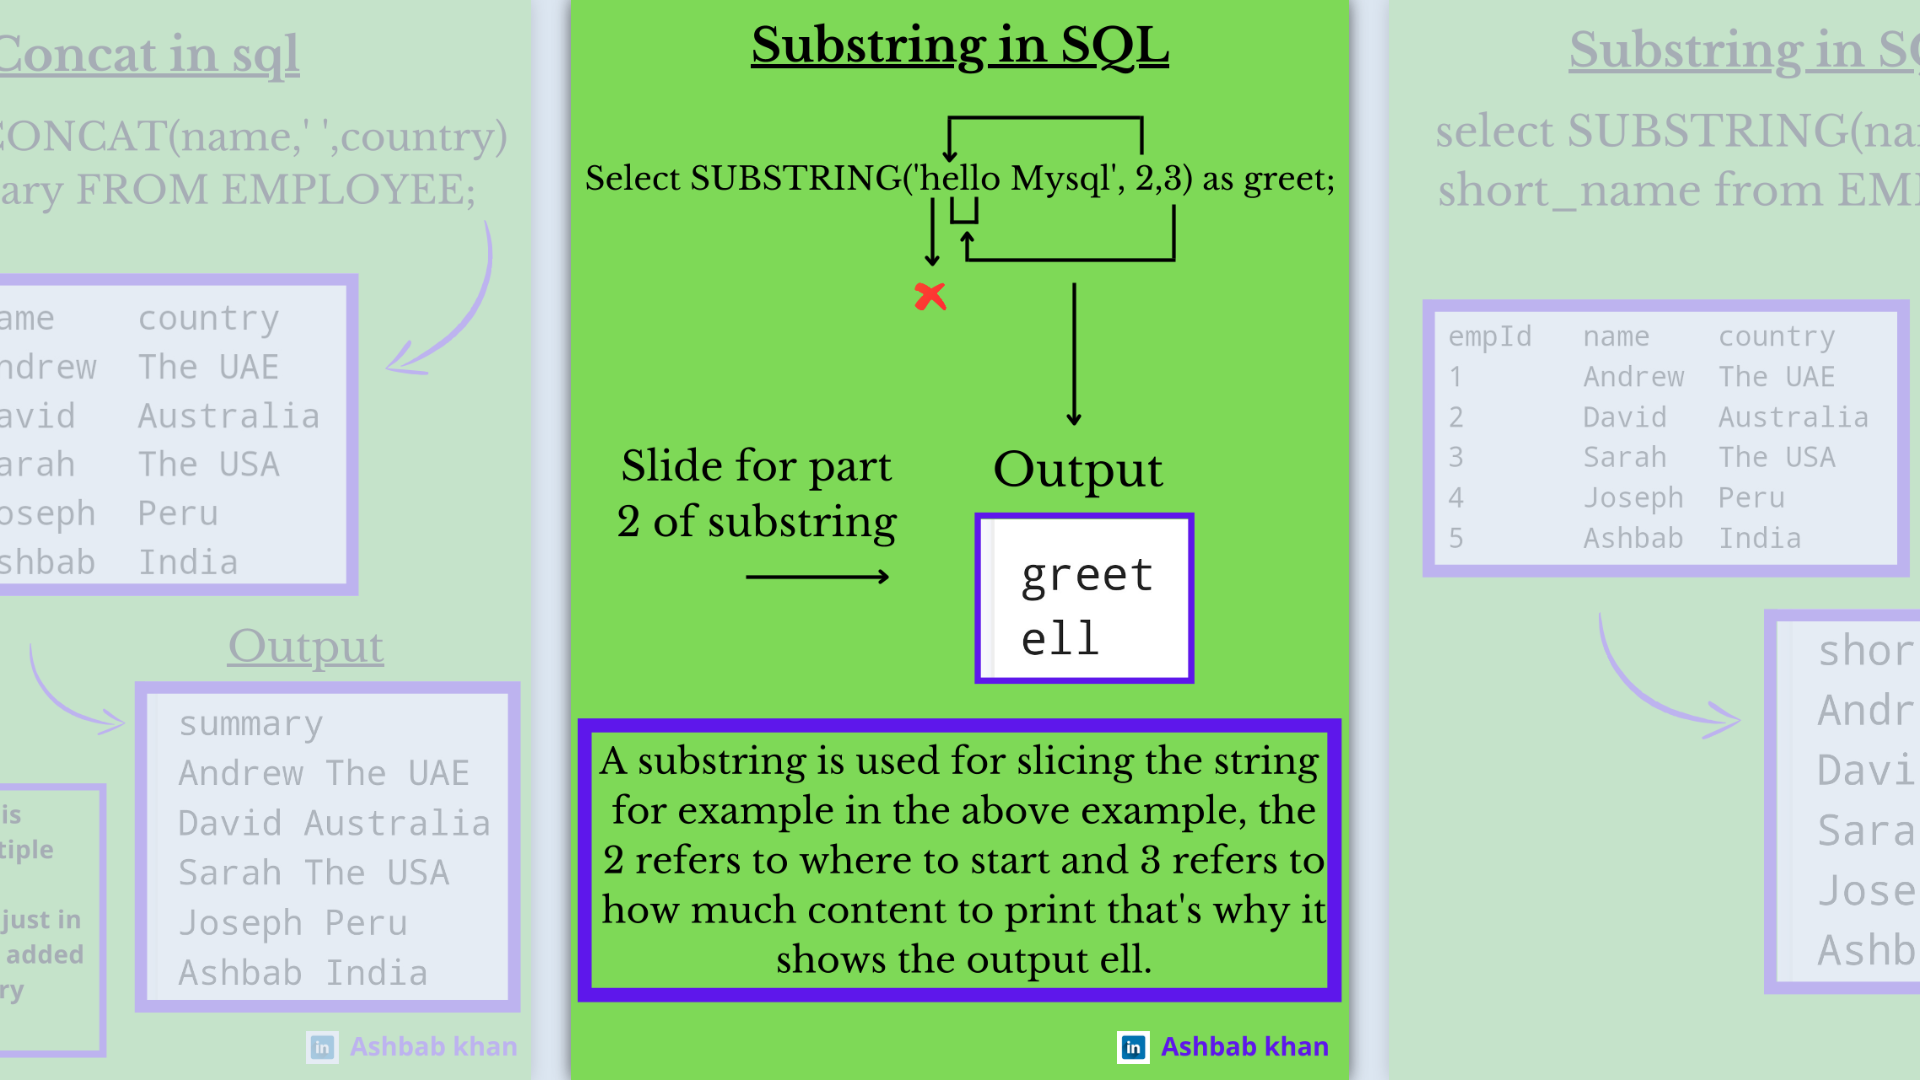 Concat in sql
CONCAT(name,' ',country)
ary FROM EMPLOYEE;
ame country
ndrew The UAE
avid Australia
arah The USA
oseph Peru
shbab India
Output
summary
Andrew The UAE
David Australia
Sarah The USA
Joseph Peru
Ashbab India
is
tiple
just in
added
ry
in Ashbab khan
Substring in SQL
Select SUBSTRING('hello Mysql', 2,3) as greet;
Slide for part
2 of substring
Output
greet
ell
A substring is used for slicing the string
for example in the above example, the
2 refers to where to start and 3 refers to
how much content to print that's why it
shows the output ell.
in Ashbab khan
Substring in SQ
select SUBSTRING(na
short_name from EM
empId name country
1 Andrew The UAE
2 David Australia
3 Sarah The USA
4 Joseph Peru
5 Ashbab India
shor
Andr
Davi
Sara
Jose
Ashb